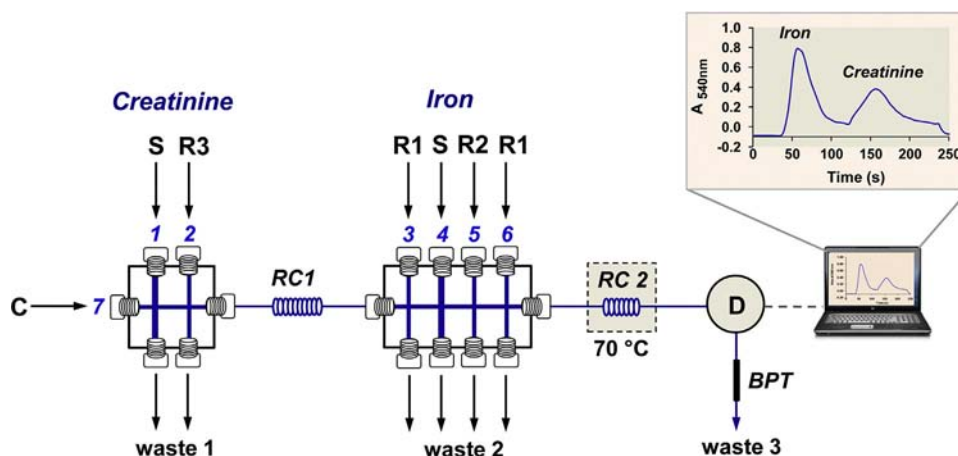 Creatinine
Iron
S R3
R1 S R2 R1
1 2
3 4 5 6
C
7
RC1
RC 2
70 °C
D
BPT
waste 1
waste 2
waste 3
A 540nm
1.0
0.8
0.6
0.4
0.2
0.0
-0.2
Iron
Creatinine
0 50 100 150 200 250
Time (s)